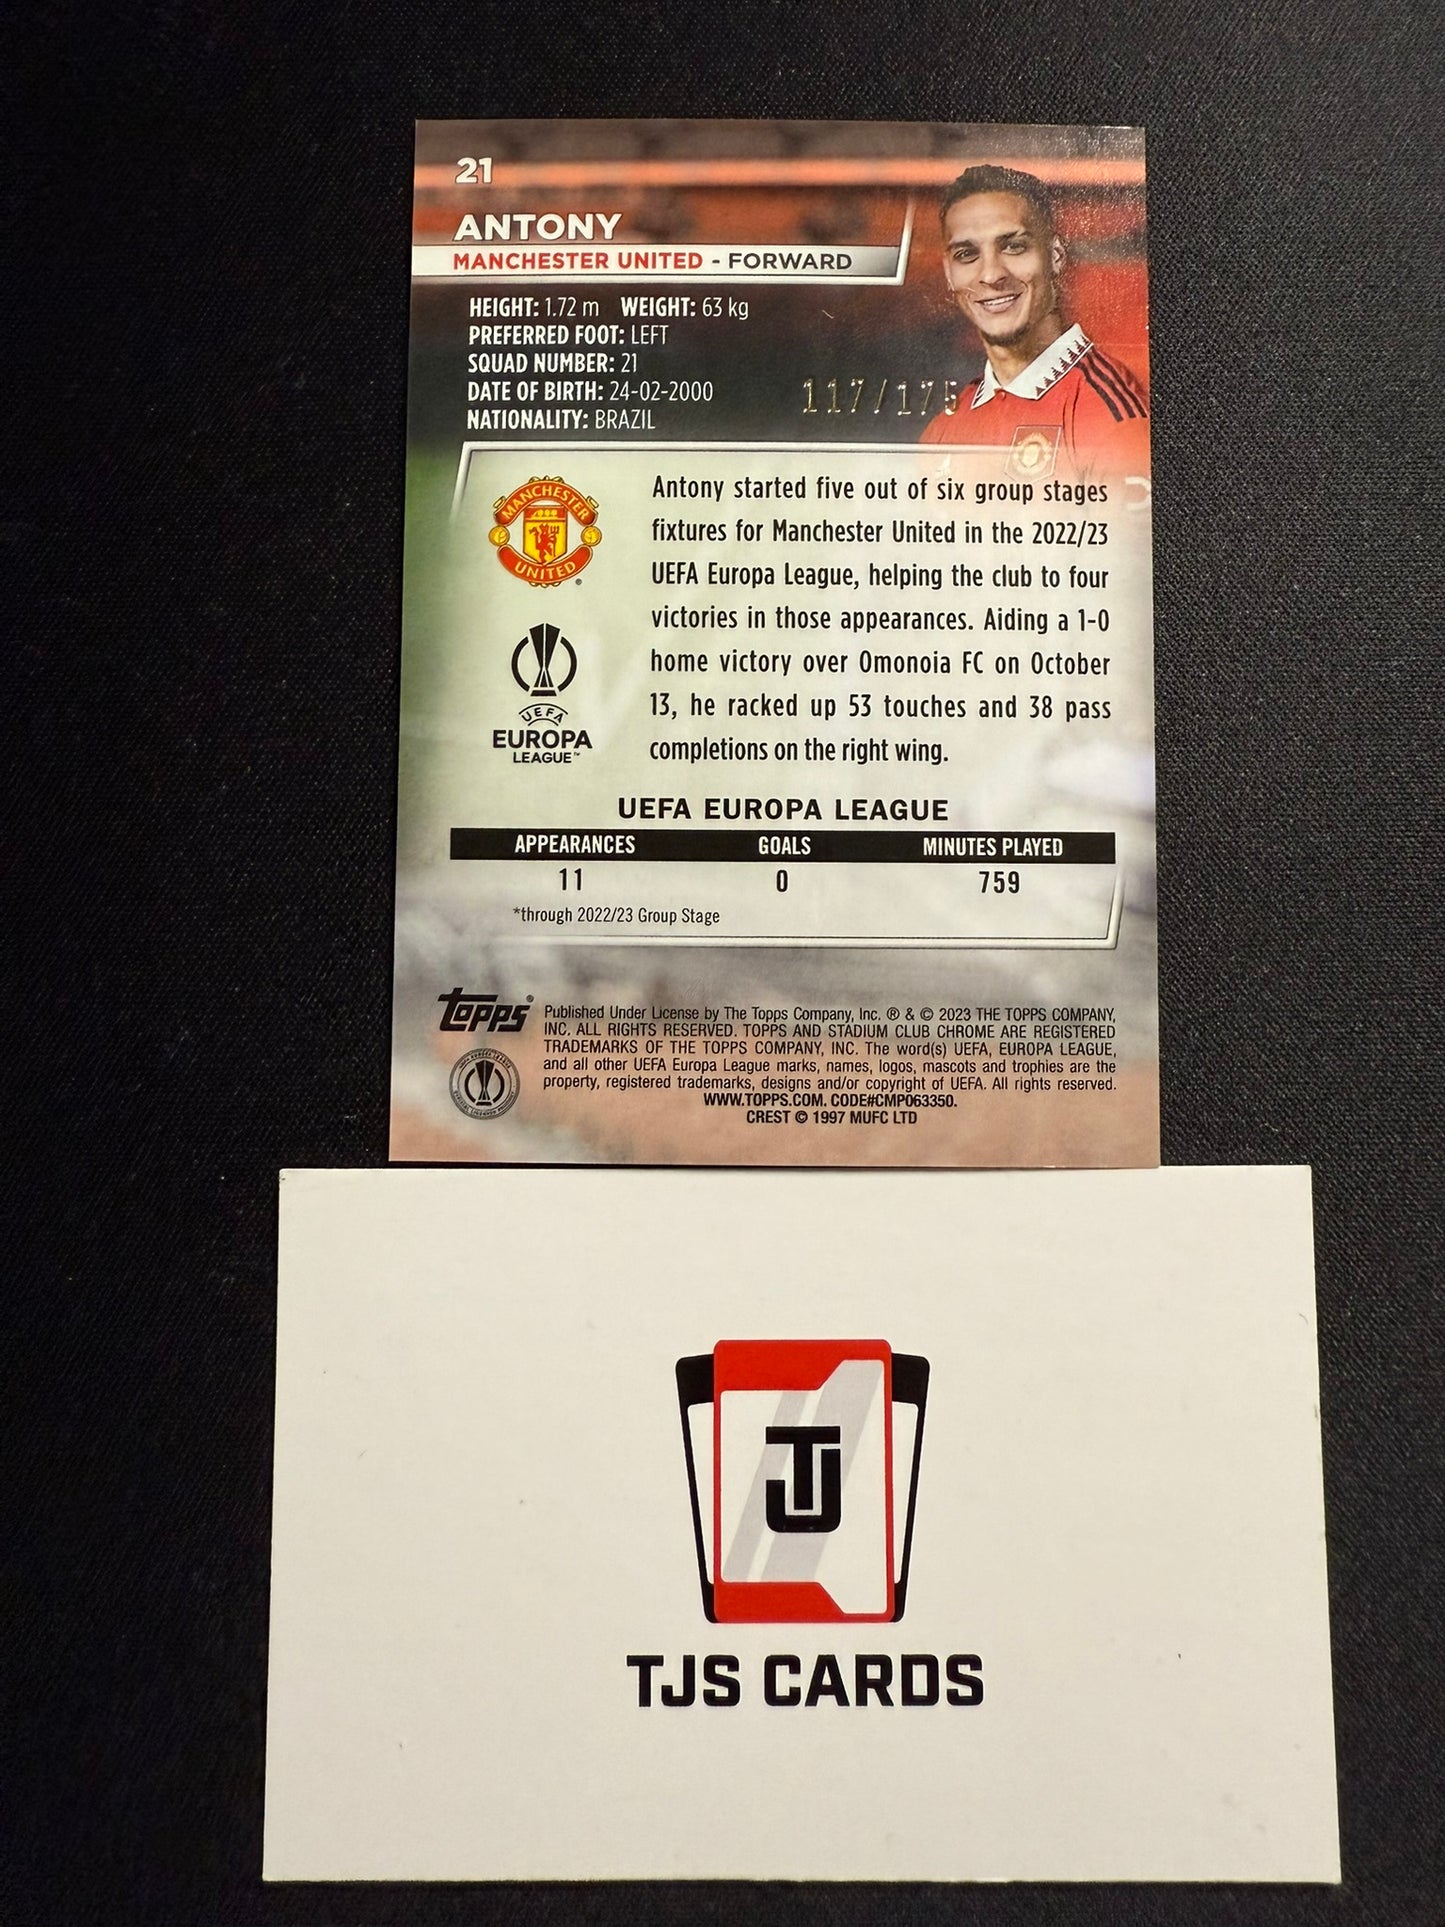 21
ANTONY
MANCHESTER UNITED - FORWARD
HEIGHT: 1.72 m WEIGHT: 63 kg
PREFERRED FOOT: LEFT
SQUAD NUMBER: 21
DATE OF BIRTH: 24-02-2000
117/175
NATIONALITY: BRAZIL
MANCHESTER
UNITED
®
Antony started five out of six group stages
fixtures for Manchester United in the 2022/23
UEFA Europa League, helping the club to four
victories in those appearances. Aiding a 1-0
home victory over Omonoia FC on October
13, he racked up 53 touches and 38 pass
completions on the right wing.
UEFA
EUROPA
LEAGUE™
UEFA EUROPA LEAGUE
APPEARANCES GOALS MINUTES PLAYED
11 0 759
*through 2022/23 Group Stage
topps®
Published Under License by The Topps Company, Inc. ® & © 2023 THE TOPPS COMPANY,
INC. ALL RIGHTS RESERVED. TOPPS AND STADIUM CLUB CHROME ARE REGISTERED
TRADEMARKS OF THE TOPPS COMPANY, INC. The word(s) UEFA, EUROPA LEAGUE,
and all other UEFA Europa League marks, names, logos, mascots and trophies are the
property, registered trademarks, designs and/or copyright of UEFA. All rights reserved.
WWW.TOPPS.COM. CODE#CMP063350.
CREST © 1997 MUFC LTD
TJ
TJS CARDS